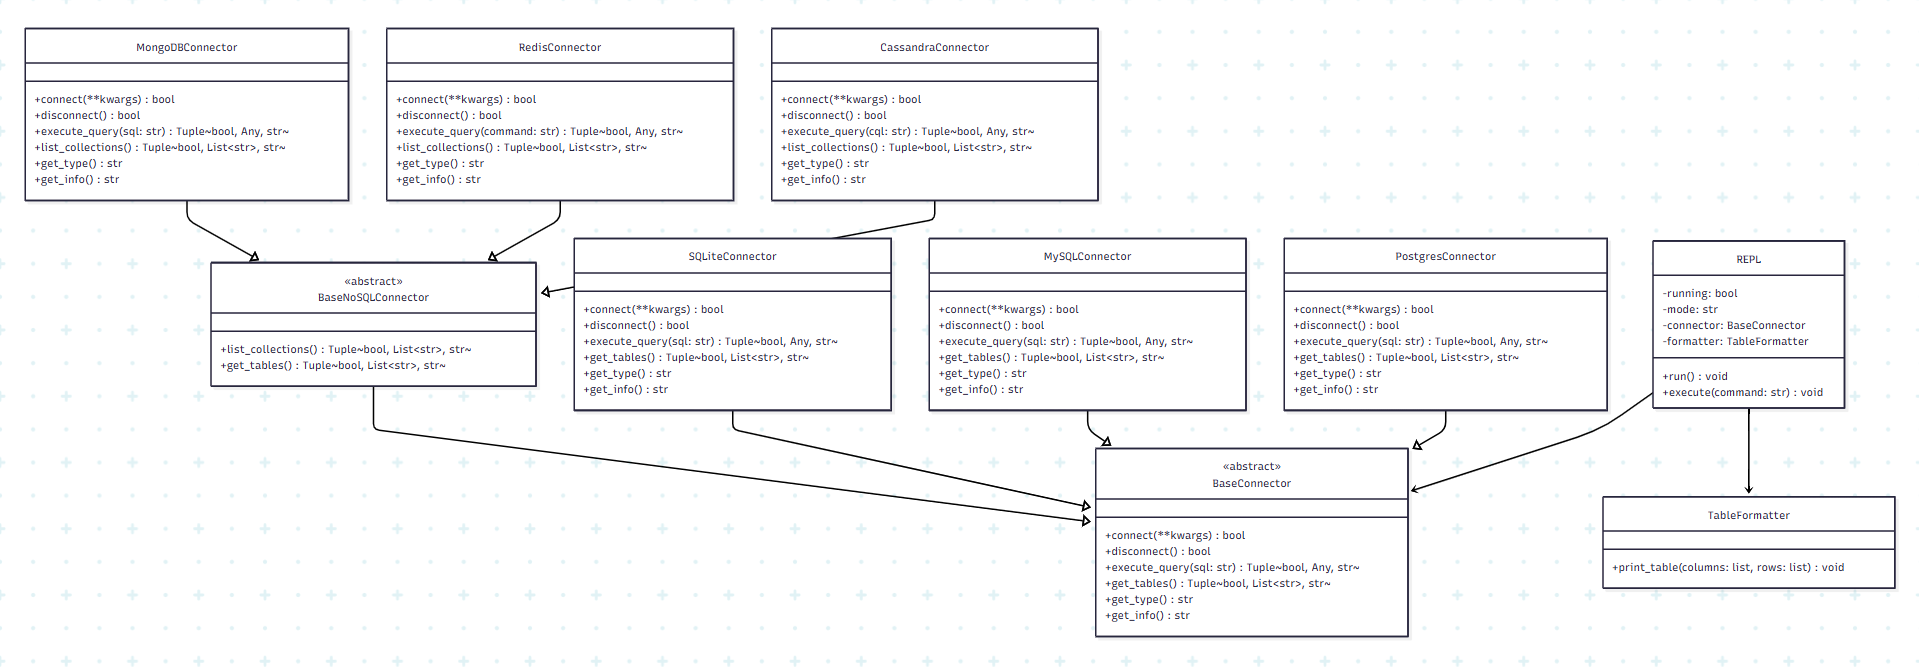 MongoDBConnector
+connect(**kwargs) : bool
+disconnect() : bool
+execute_query(sql: str) : Tuple~bool, Any, str~
+list_collections() : Tuple~bool, List<str>, str~
+get_type() : str
+get_info() : str
RedisConnector
+connect(**kwargs) : bool
+disconnect() : bool
+execute_query(command: str) : Tuple~bool, Any, str~
+list_collections() : Tuple~bool, List<str>, str~
+get_type() : str
+get_info() : str
CassandraConnector
+connect(**kwargs) : bool
+disconnect() : bool
+execute_query(cql: str) : Tuple~bool, Any, str~
+list_collections() : Tuple~bool, List<str>, str~
+get_type() : str
+get_info() : str
«abstract»
BaseNoSQLConnector
+list_collections() : Tuple~bool, List<str>, str~
+get_tables() : Tuple~bool, List<str>, str~
SQLiteConnector
+connect(**kwargs) : bool
+disconnect() : bool
+execute_query(sql: str) : Tuple~bool, Any, str~
+get_tables() : Tuple~bool, List<str>, str~
+get_type() : str
+get_info() : str
MySQLConnector
+connect(**kwargs) : bool
+disconnect() : bool
+execute_query(sql: str) : Tuple~bool, Any, str~
+get_tables() : Tuple~bool, List<str>, str~
+get_type() : str
+get_info() : str
PostgresConnector
+connect(**kwargs) : bool
+disconnect() : bool
+execute_query(sql: str) : Tuple~bool, Any, str~
+get_tables() : Tuple~bool, List<str>, str~
+get_type() : str
+get_info() : str
REPL
-running: bool
-mode: str
-connector: BaseConnector
-formatter: TableFormatter
+run() : void
+execute(command: str) : void
«abstract»
BaseConnector
+connect(**kwargs) : bool
+disconnect() : bool
+execute_query(sql: str) : Tuple~bool, Any, str~
+get_tables() : Tuple~bool, List<str>, str~
+get_type() : str
+get_info() : str
TableFormatter
+print_table(columns: list, rows: list) : void